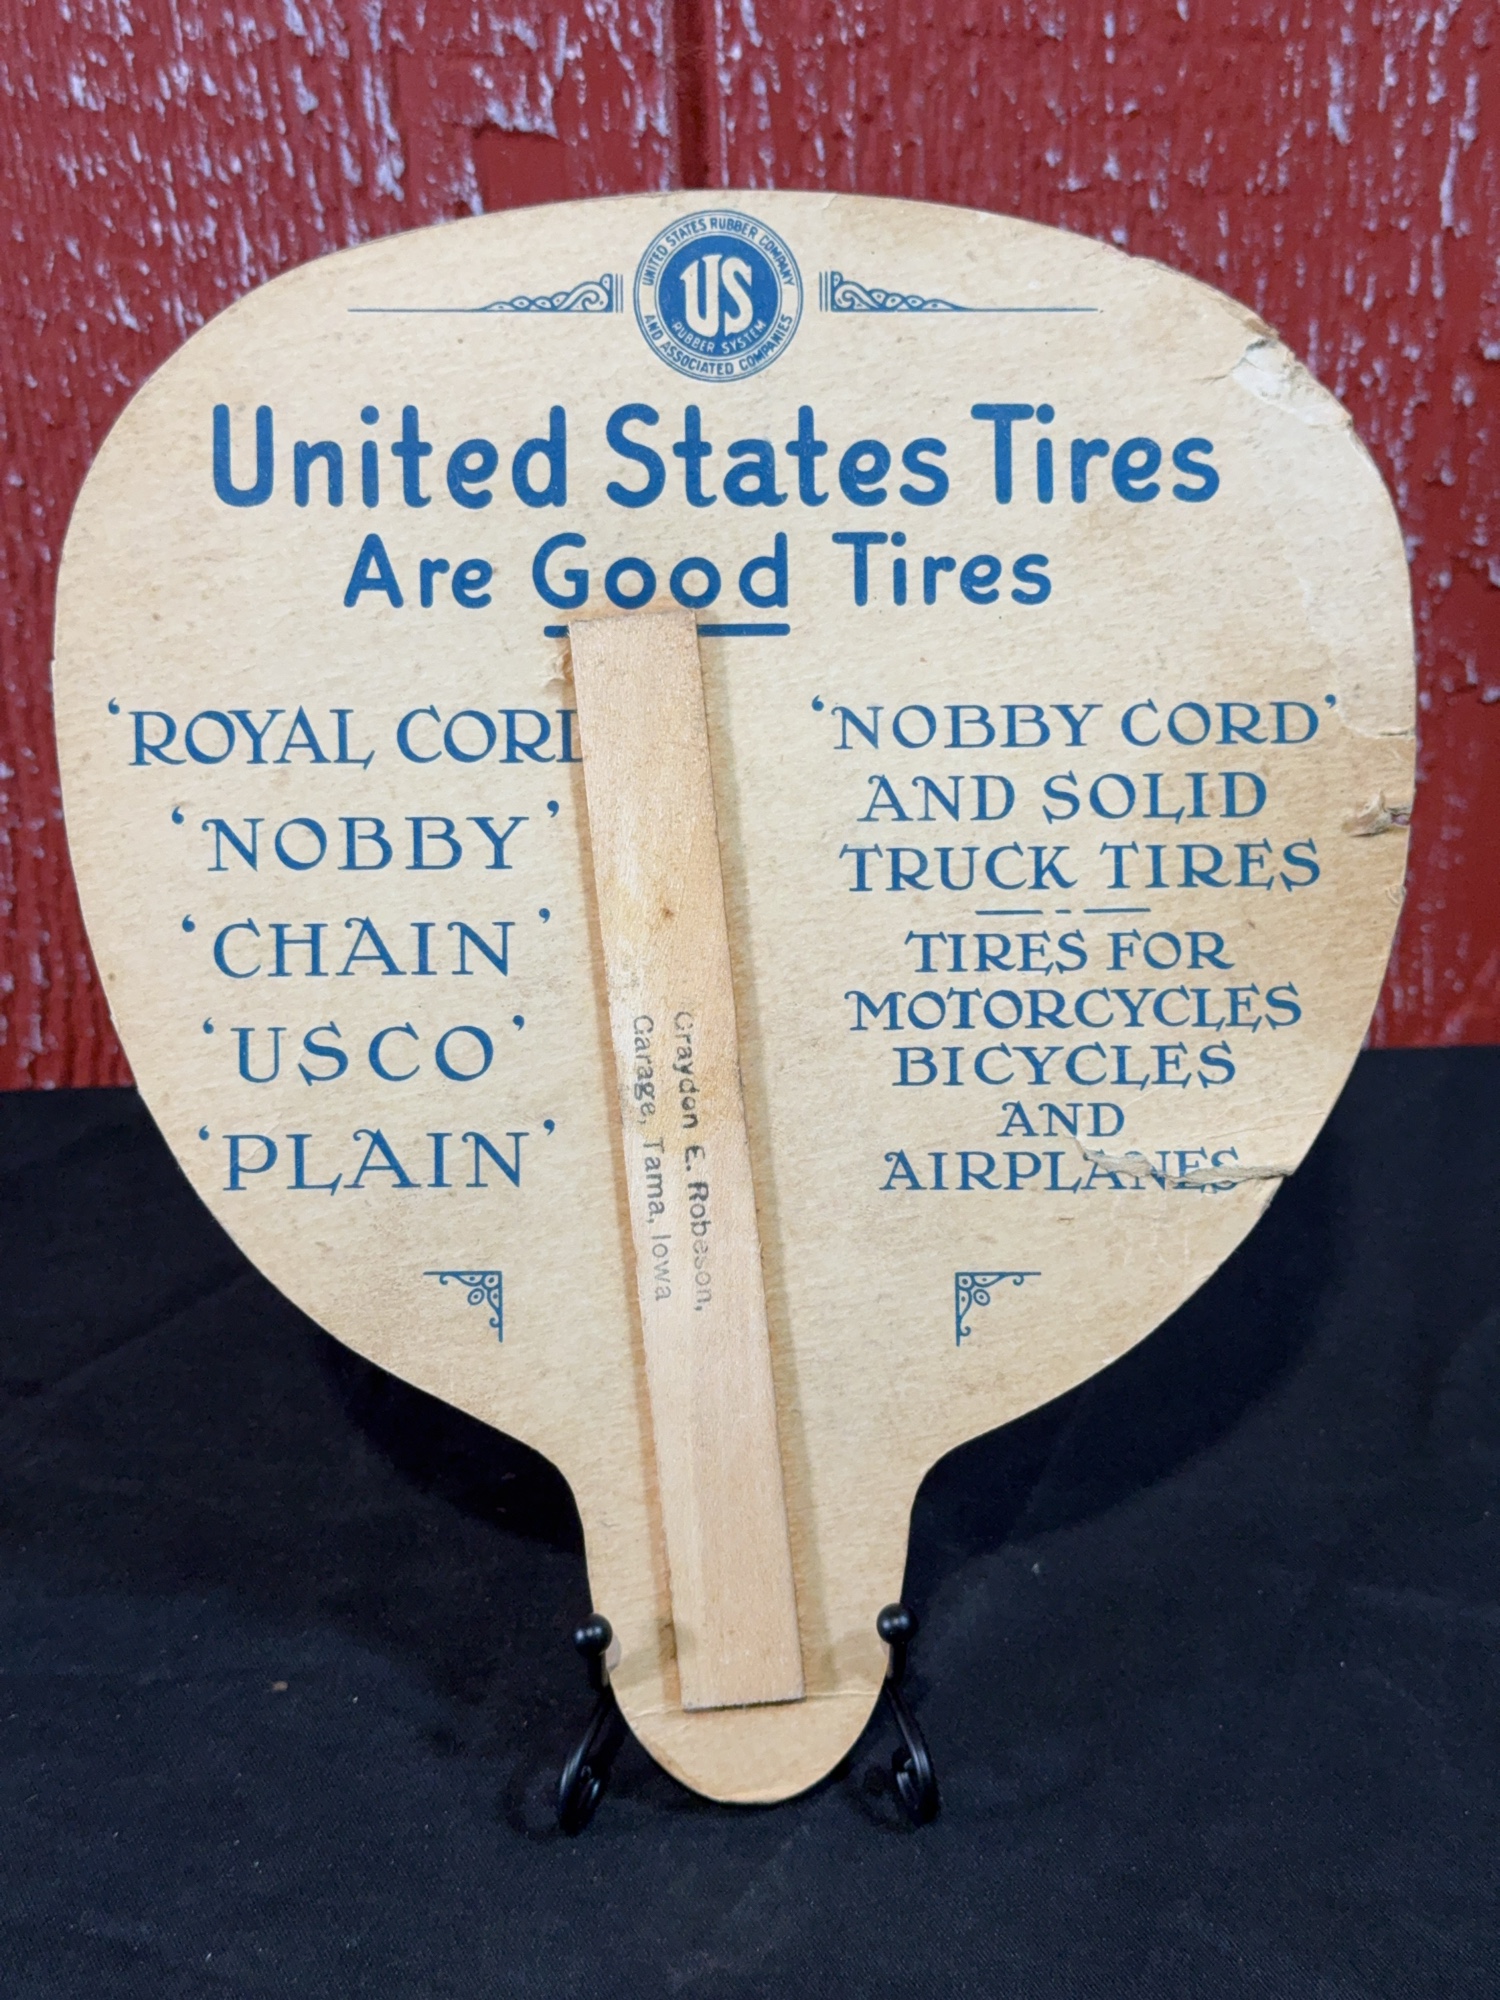 UNITED STATES RUBBER COMPANY
US
RUBBER SYSTEM
AND ASSOCIATED COMPANIES
United States Tires
Are Good Tires
‘ROYAL CORD
‘NOBBY’
‘CHAIN’
‘USCO’
‘PLAIN’
‘NOBBY CORD’
AND SOLID
TRUCK TIRES
TIRES FOR
MOTORCYCLES
BICYCLES
AND
AIRPLANES
Graydon E. Robeson,
Garage, Tama, Iowa